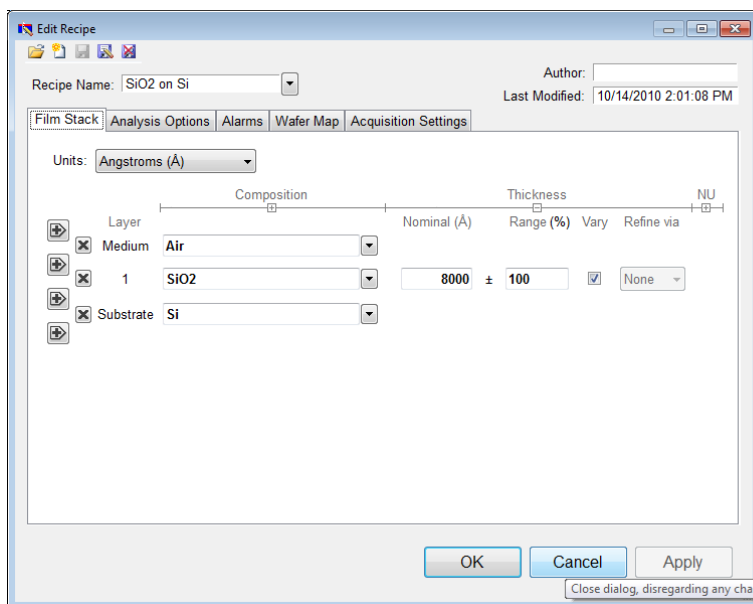 Edit Recipe
Author:
Recipe Name: SiO2 on Si
Last Modified: 10/14/2010 2:01:08 PM
Film Stack Analysis Options Alarms Wafer Map Acquisition Settings
Units: Angstroms (Å)
Composition Thickness NU
Layer Nominal (Å) Range (%) Vary Refine via
Medium Air
1 SiO2 8000 ± 100 None
Substrate Si
OK Cancel Apply
Close dialog, disregarding any cha